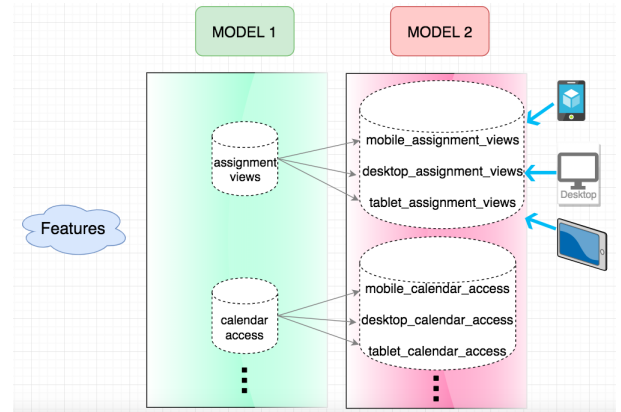 MODEL 1
MODEL 2
assignment
views
mobile_assignment_views
desktop_assignment_views
tablet_assignment_views
Desktop
Features
calendar
access
mobile_calendar_access
desktop_calendar_access
tablet_calendar_access